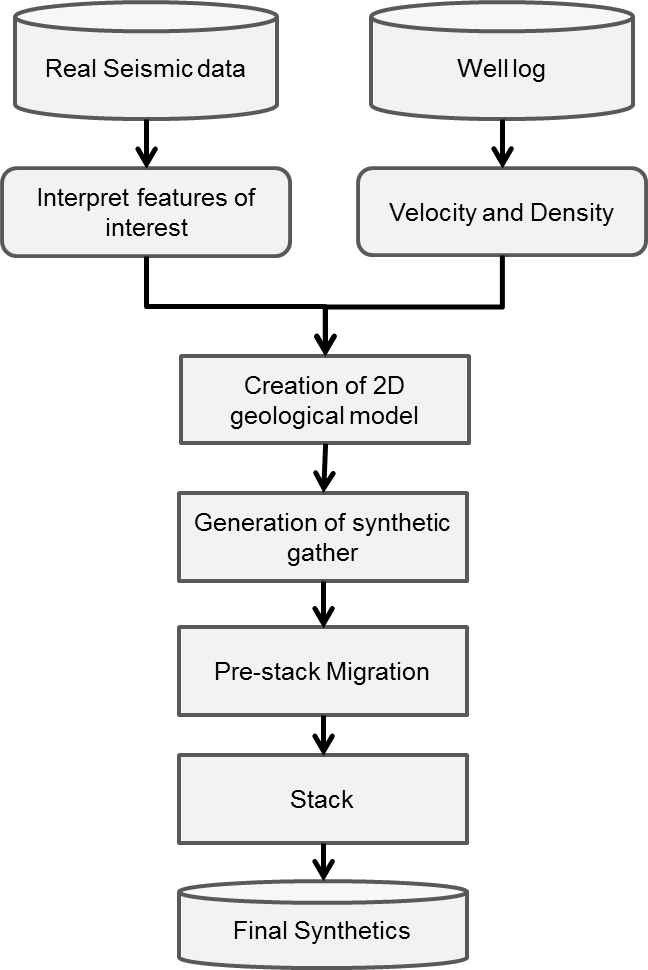 Real Seismic data
Well log
Interpret features of
interest
Velocity and Density
Creation of 2D
geological model
Generation of synthetic
gather
Pre-stack Migration
Stack
Final Synthetics